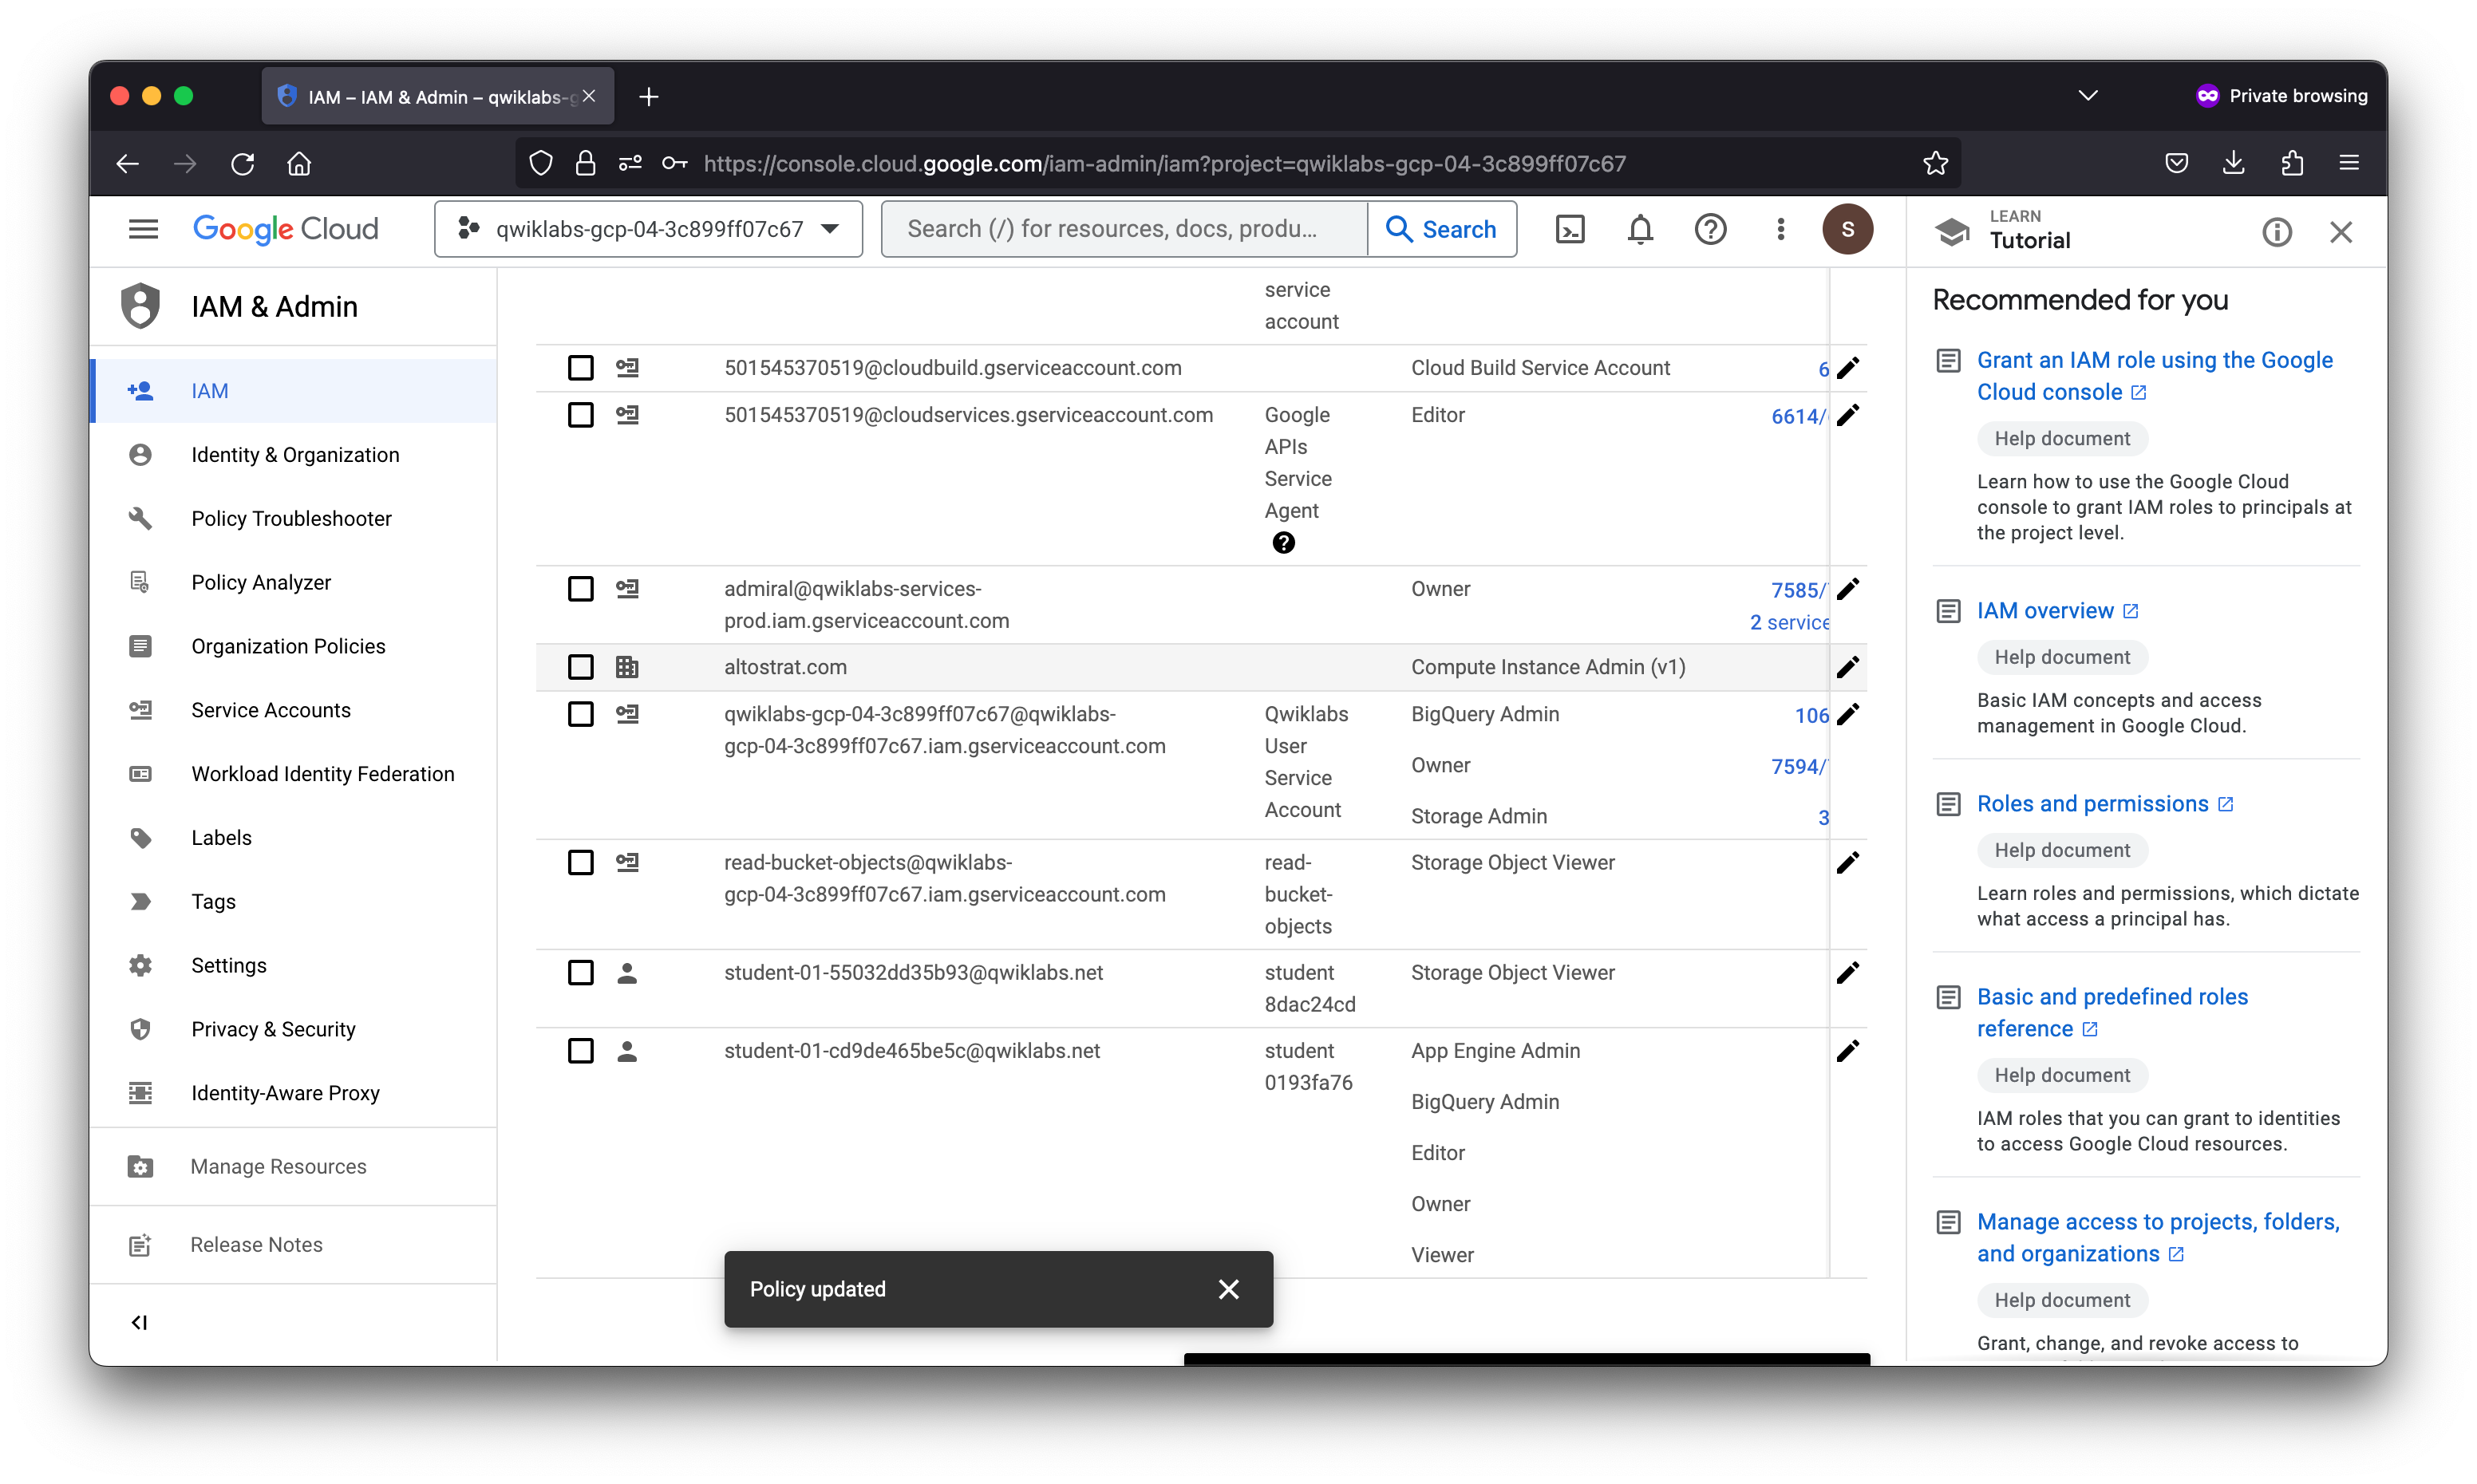 IAM – IAM & Admin – qwiklabs-g
Private browsing
https://console.cloud.google.com/iam-admin/iam?project=qwiklabs-gcp-04-3c899ff07c67
Google Cloud
qwiklabs-gcp-04-3c899ff07c67
Search (/) for resources, docs, produ...
Search
S
LEARN
Tutorial
IAM & Admin
IAM
Identity & Organization
Policy Troubleshooter
Policy Analyzer
Organization Policies
Service Accounts
Workload Identity Federation
Labels
Tags
Settings
Privacy & Security
Identity-Aware Proxy
Manage Resources
Release Notes
service
account
501545370519@cloudbuild.gserviceaccount.com
Cloud Build Service Account
6
501545370519@cloudservices.gserviceaccount.com
Google
APIs
Service
Agent
Editor
6614/
admiral@qwiklabs-services-
prod.iam.gserviceaccount.com
Owner
7585/
2 service
altostrat.com
Compute Instance Admin (v1)
qwiklabs-gcp-04-3c899ff07c67@qwiklabs-
gcp-04-3c899ff07c67.iam.gserviceaccount.com
Qwiklabs
User
Service
Account
BigQuery Admin
106
Owner
7594/
Storage Admin
3
read-bucket-objects@qwiklabs-
gcp-04-3c899ff07c67.iam.gserviceaccount.com
read-
bucket-
objects
Storage Object Viewer
student-01-55032dd35b93@qwiklabs.net
student
8dac24cd
Storage Object Viewer
student-01-cd9de465be5c@qwiklabs.net
student
0193fa76
App Engine Admin
BigQuery Admin
Editor
Owner
Viewer
Policy updated
Recommended for you
Grant an IAM role using the Google
Cloud console
Help document
Learn how to use the Google Cloud
console to grant IAM roles to principals at
the project level.
IAM overview
Help document
Basic IAM concepts and access
management in Google Cloud.
Roles and permissions
Help document
Learn roles and permissions, which dictate
what access a principal has.
Basic and predefined roles
reference
Help document
IAM roles that you can grant to identities
to access Google Cloud resources.
Manage access to projects, folders,
and organizations
Help document
Grant, change, and revoke access to